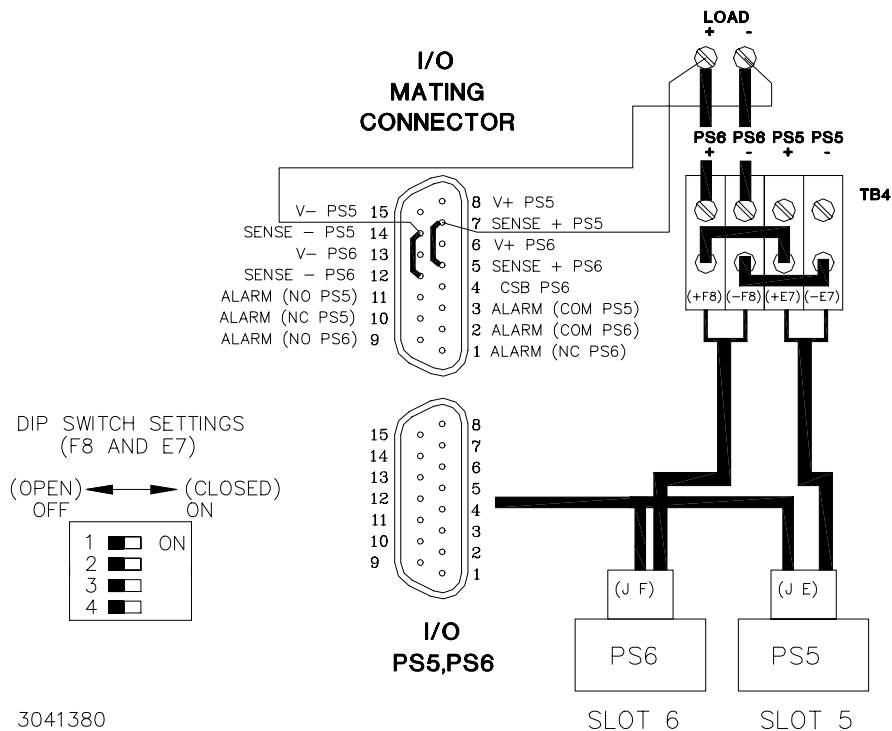 LOAD
+ -
I/O
MATING
CONNECTOR
PS6 PS6 PS5 PS5
+ - + -
TB4
V- PS5 15
SENSE - PS5 14
V- PS6 13
SENSE - PS6 12
ALARM (NO PS5) 11
ALARM (NC PS5) 10
ALARM (NO PS6) 9
8 V+ PS5
7 SENSE + PS5
6 V+ PS6
5 SENSE + PS6
4 CSB PS6
3 ALARM (COM PS5)
2 ALARM (COM PS6)
1 ALARM (NC PS6)
(+F8) (-F8) (+E7) (-E7)
DIP SWITCH SETTINGS
(F8 AND E7)
(OPEN) (CLOSED)
OFF ON
1 ON
2
3
4
15
14
13
12
11
10
9
8
7
6
5
4
3
2
1
I/O
PS5,PS6
(J F) (J E)
PS6 PS5
SLOT 6 SLOT 5
3041380